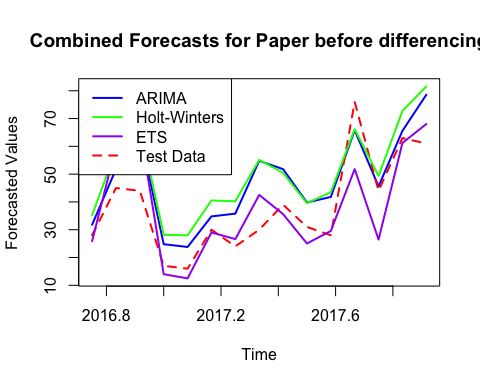 Combined Forecasts for Paper before differencing
ARIMA
Holt-Winters
ETS
Test Data
Forecasted Values
70
50
30
10
2016.8 2017.2 2017.6
Time